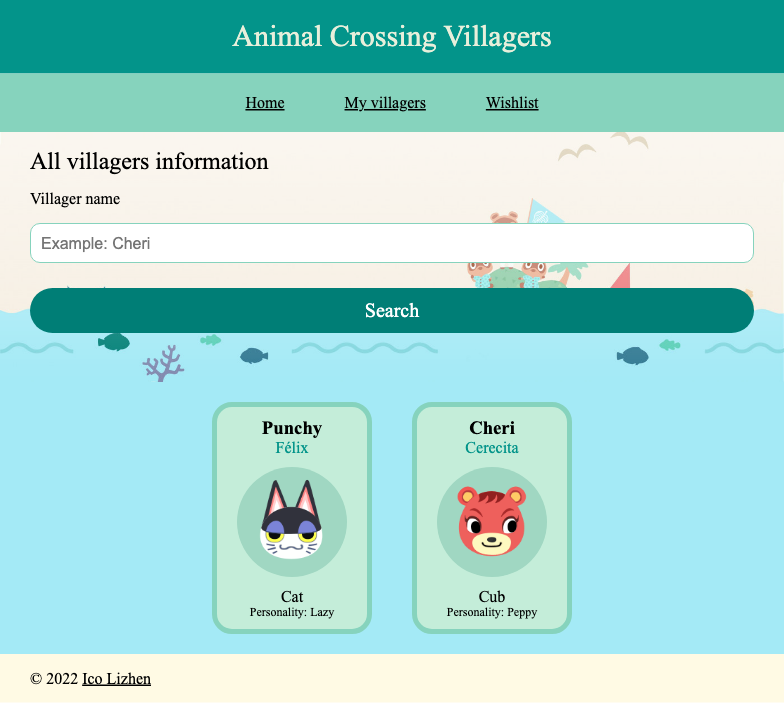 Animal Crossing Villagers
Home My villagers Wishlist
All villagers information
Villager name
Example: Cheri
Search
Punchy
Félix
Cat
Personality: Lazy
Cheri
Cerecita
Cub
Personality: Peppy
© 2022 Ico Lizhen